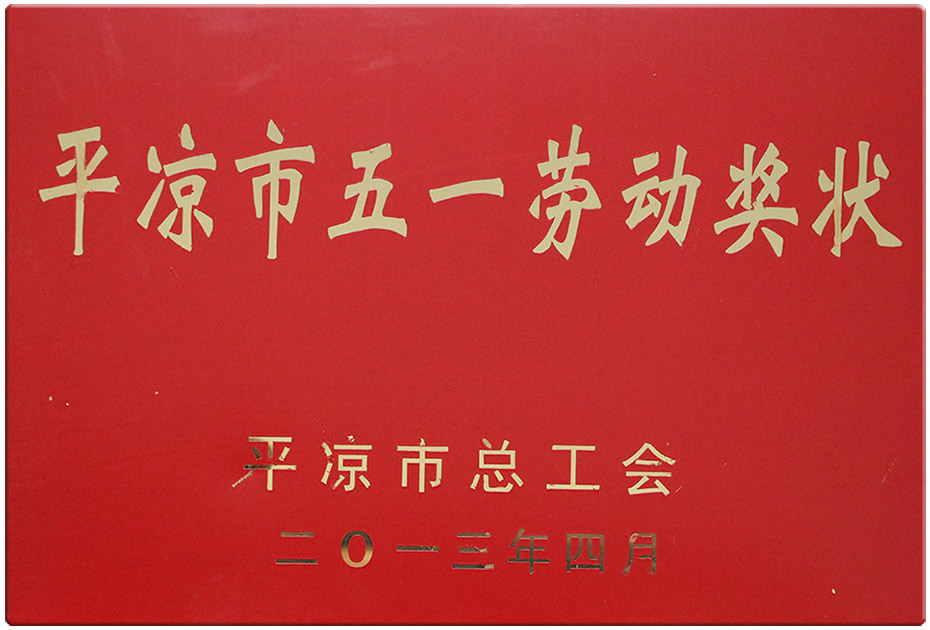 平凉市五一劳动奖状
平凉市总工会
二〇一三年四月